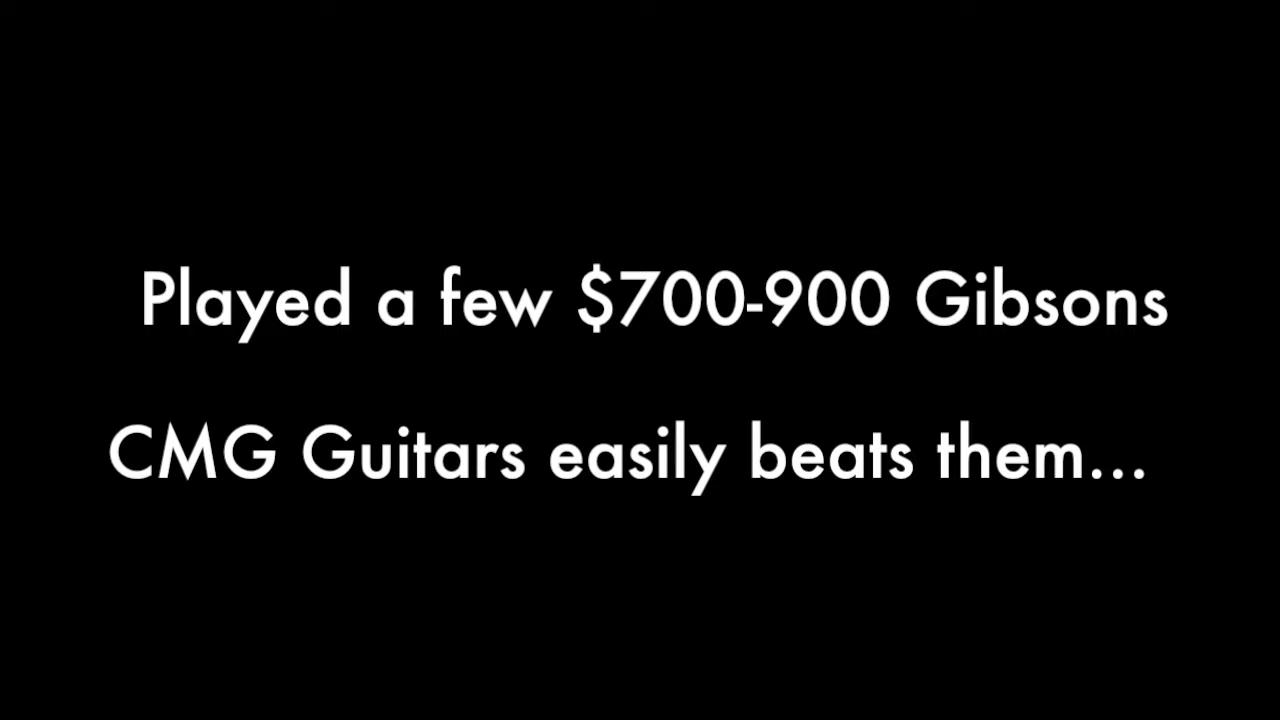 Played a few $700-900 Gibsons
CMG Guitars easily beats them...